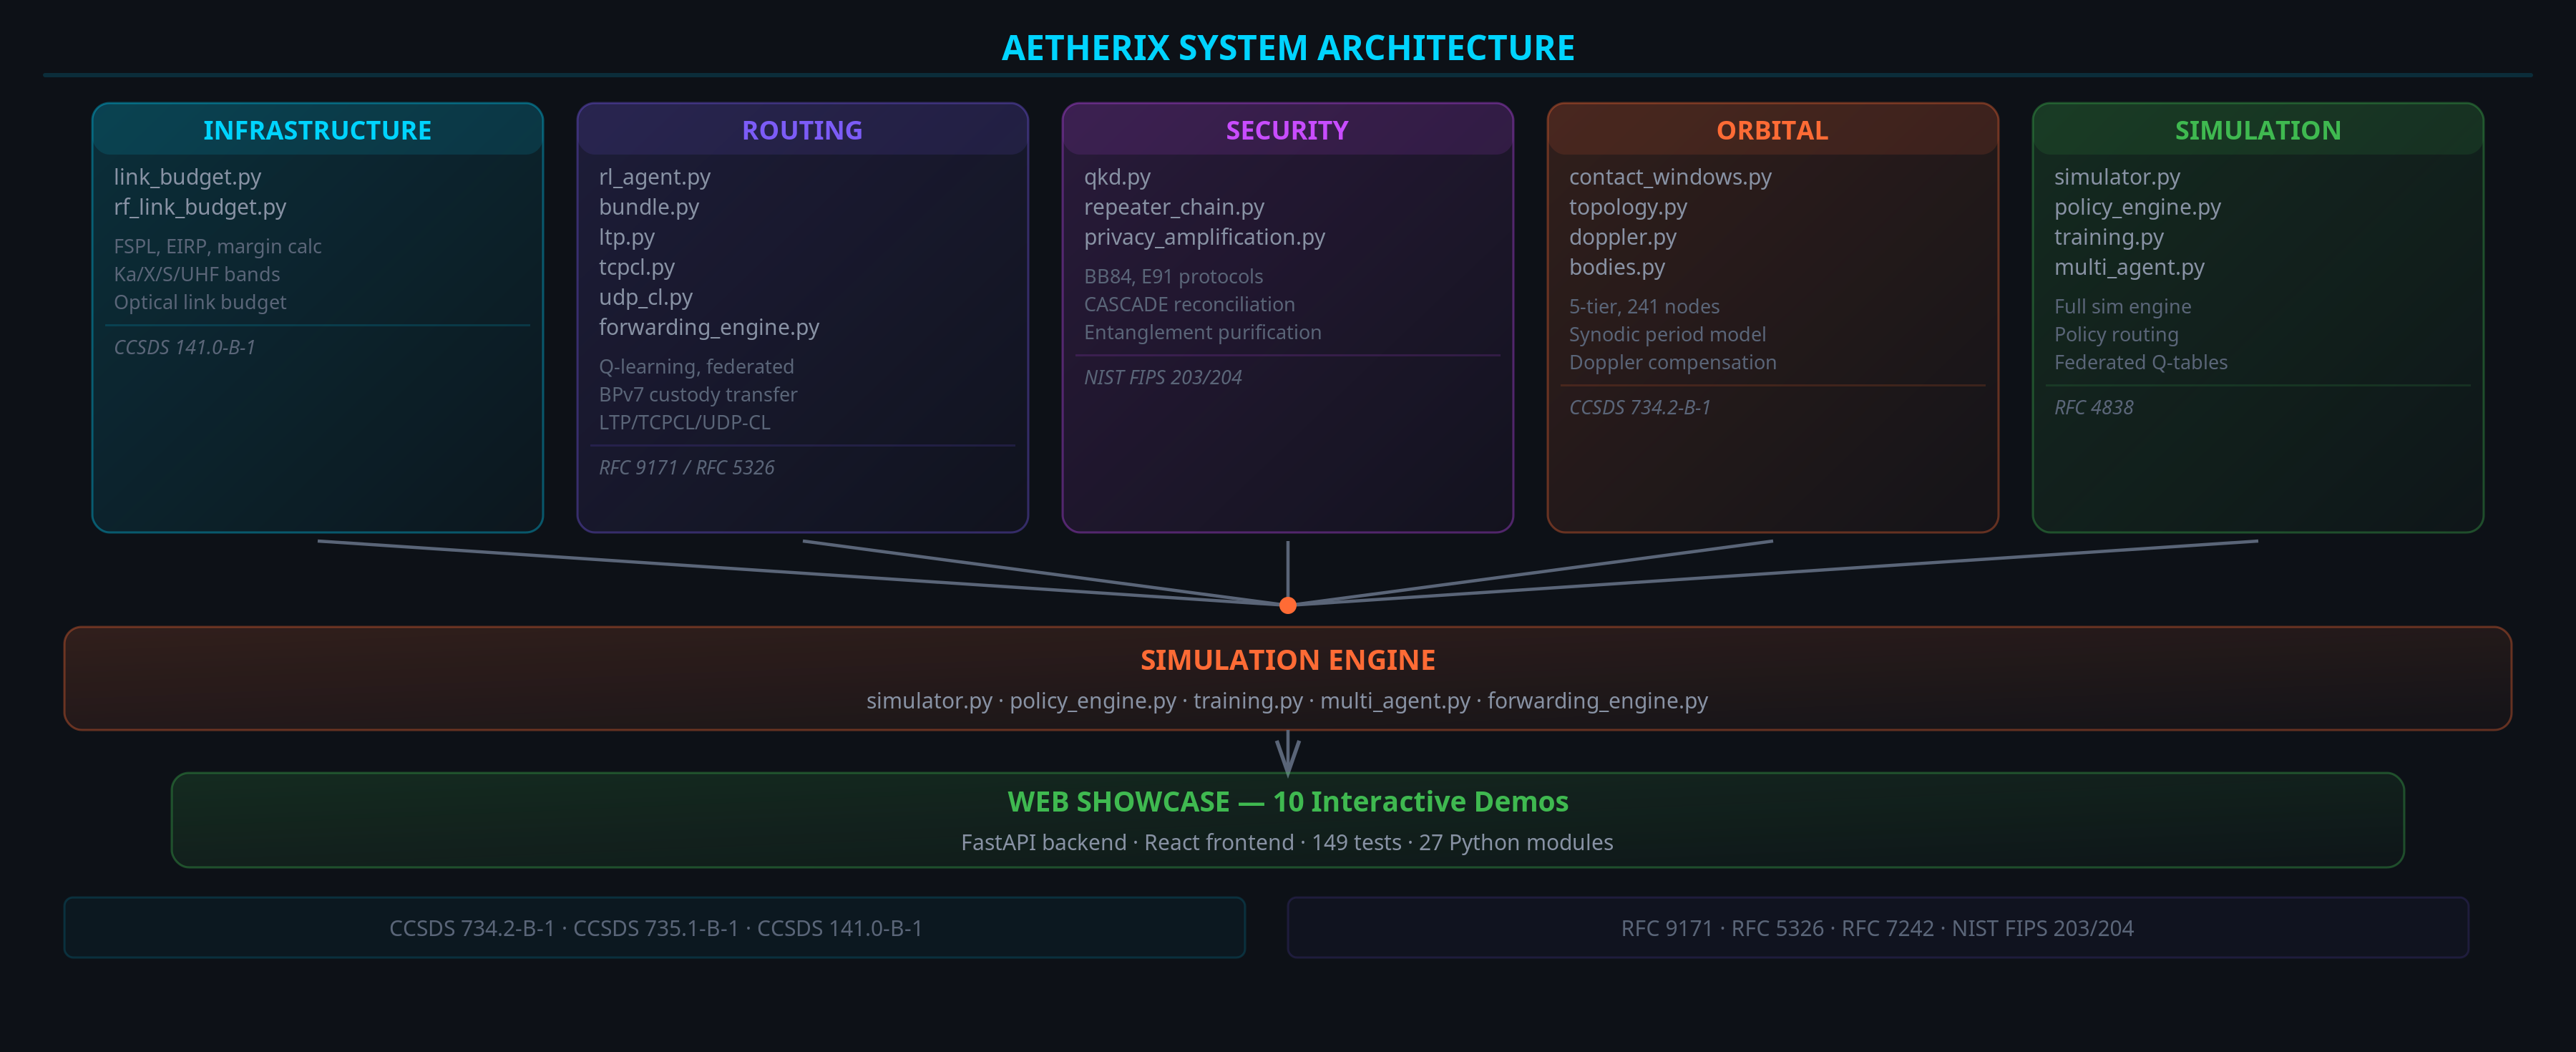 AETHERIX SYSTEM ARCHITECTURE
INFRASTRUCTURE
link_budget.py
rf_link_budget.py
FSPL, EIRP, margin calc
Ka/X/S/UHF bands
Optical link budget
CCSDS 141.0-B-1
ROUTING
rl_agent.py
bundle.py
ltp.py
tcpcl.py
udp_cl.py
forwarding_engine.py
Q-learning, federated
BPv7 custody transfer
LTP/TCPCL/UDP-CL
RFC 9171 / RFC 5326
SECURITY
qkd.py
repeater_chain.py
privacy_amplification.py
BB84, E91 protocols
CASCADE reconciliation
Entanglement purification
NIST FIPS 203/204
ORBITAL
contact_windows.py
topology.py
doppler.py
bodies.py
5-tier, 241 nodes
Synodic period model
Doppler compensation
CCSDS 734.2-B-1
SIMULATION
simulator.py
policy_engine.py
training.py
multi_agent.py
Full sim engine
Policy routing
Federated Q-tables
RFC 4838
SIMULATION ENGINE
simulator.py · policy_engine.py · training.py · multi_agent.py · forwarding_engine.py
WEB SHOWCASE — 10 Interactive Demos
FastAPI backend · React frontend · 149 tests · 27 Python modules
CCSDS 734.2-B-1 · CCSDS 735.1-B-1 · CCSDS 141.0-B-1
RFC 9171 · RFC 5326 · RFC 7242 · NIST FIPS 203/204